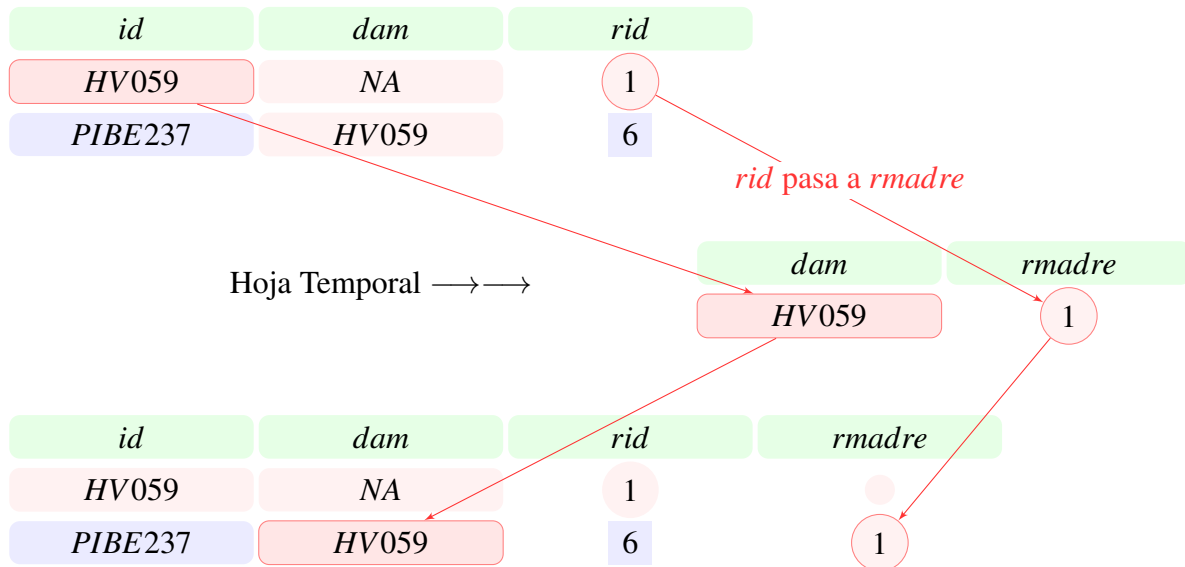 id dam rid
HV059 NA 1
PIBE237 HV059 6
rid pasa a rmadre
dam rmadre
Hoja Temporal ⟶⟶
HV059 1
id dam rid rmadre
HV059 NA 1
PIBE237 HV059 6 1